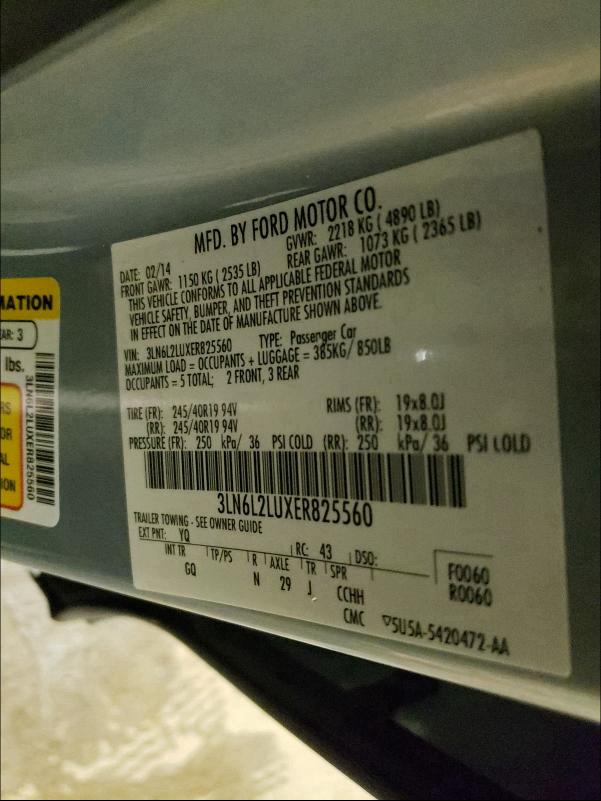 MFD. BY FORD MOTOR CO.
DATE: 02/14
GVWR: 2218 KG ( 4890 LB)
FRONT GAWR: 1150 KG ( 2535 LB)
REAR GAWR: 1073 KG ( 2365 LB)
THIS VEHICLE CONFORMS TO ALL APPLICABLE FEDERAL MOTOR
VEHICLE SAFETY, BUMPER, AND THEFT PREVENTION STANDARDS
IN EFFECT ON THE DATE OF MANUFACTURE SHOWN ABOVE.
VIN: 3LN6L2LUXER825560 TYPE: Passenger Car
MAXIMUM LOAD = OCCUPANTS + LUGGAGE = 385KG/ 850LB
OCCUPANTS = 5 TOTAL; 2 FRONT, 3 REAR
TIRE (FR): 245/40R19 94V RIMS (FR): 19x8.0J
(RR): 245/40R19 94V (RR): 19x8.0J
PRESSURE (FR): 250 kPa/ 36 PSI COLD (RR): 250 kPa/ 36 PSI COLD
3LN6L2LUXER825560
TRAILER TOWING - SEE OWNER GUIDE
EXT PNT: YQ RC: 43 DSO:
INT TR TP/PS R AXLE TR SPR
GQ N 29 J CCHH
F0060
R0060
CMC ▽5U5A-5420472-AA
MATION
EAR: 3
lbs.
RS
OR
AL
ION
3LN6L2LUXER825560